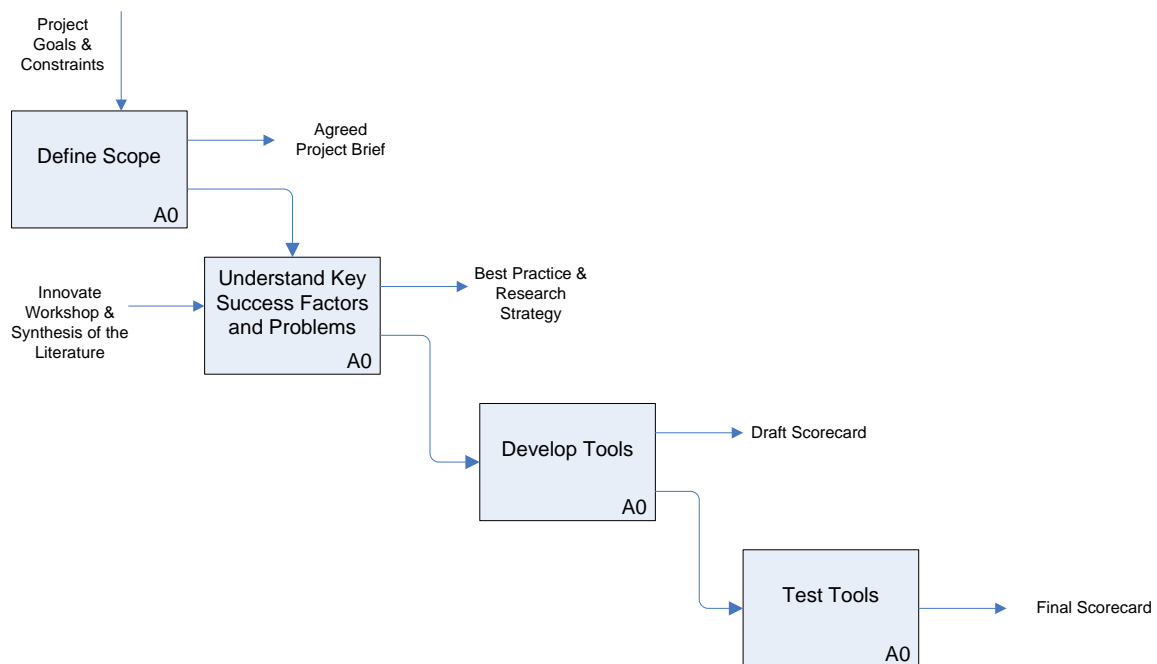 Project
Goals &
Constraints
Define Scope
A0
Agreed
Project Brief
Innovate
Workshop &
Synthesis of the
Literature
Understand Key
Success Factors
and Problems
A0
Best Practice &
Research
Strategy
Develop Tools
A0
Draft Scorecard
Test Tools
A0
Final Scorecard